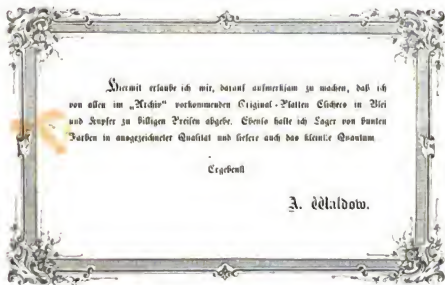 Hiermit erlaube ich mir, darauf aufmerksam zu machen, daß ich
von allen im „Archiv“ vorkommenden Original-Platten Clichees in Blei
und Kupfer zu billigen Preisen abgebe. Ebenso halte ich Lager von bunten
Farben in ausgezeichneter Qualität und liefere auch das kleinste Quantum
Ergebenst
A. Waldow.